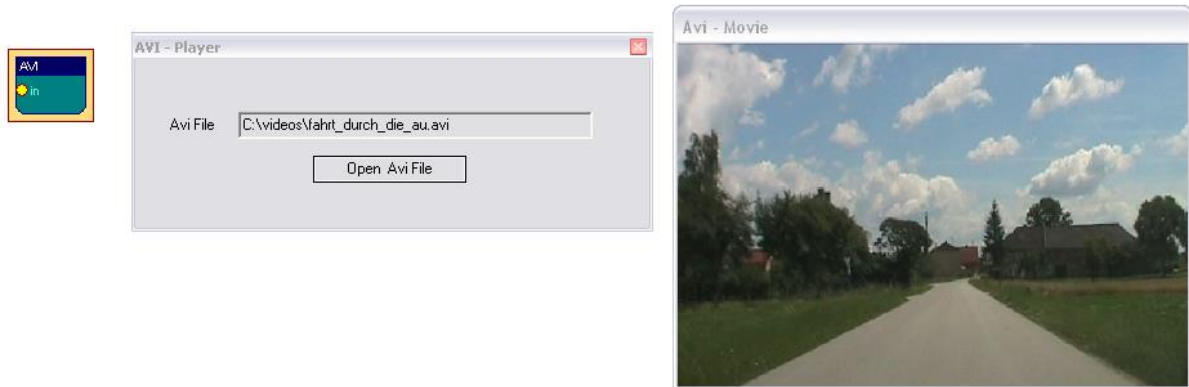 AVI
in
AVI - Player
Avi File
C:\videos\fahrt_durch_die_au.avi
Open Avi File
Avi - Movie